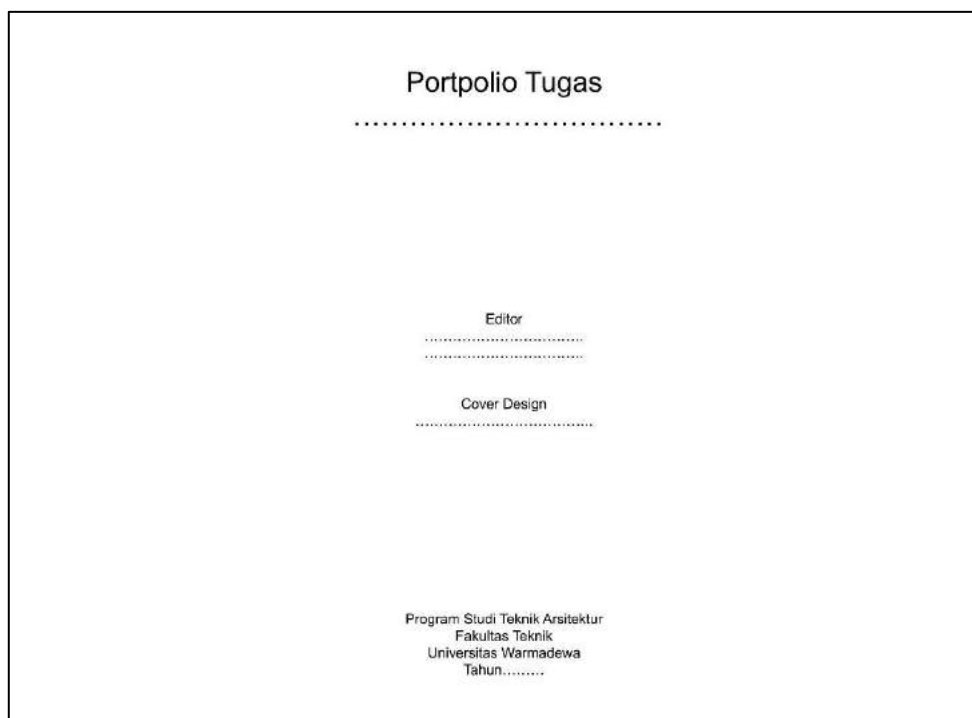 Portpolio Tugas
.................................
Editor
..................................
..................................
Cover Design
......................................
Program Studi Teknik Arsitektur
Fakultas Teknik
Universitas Warmadewa
Tahun.........